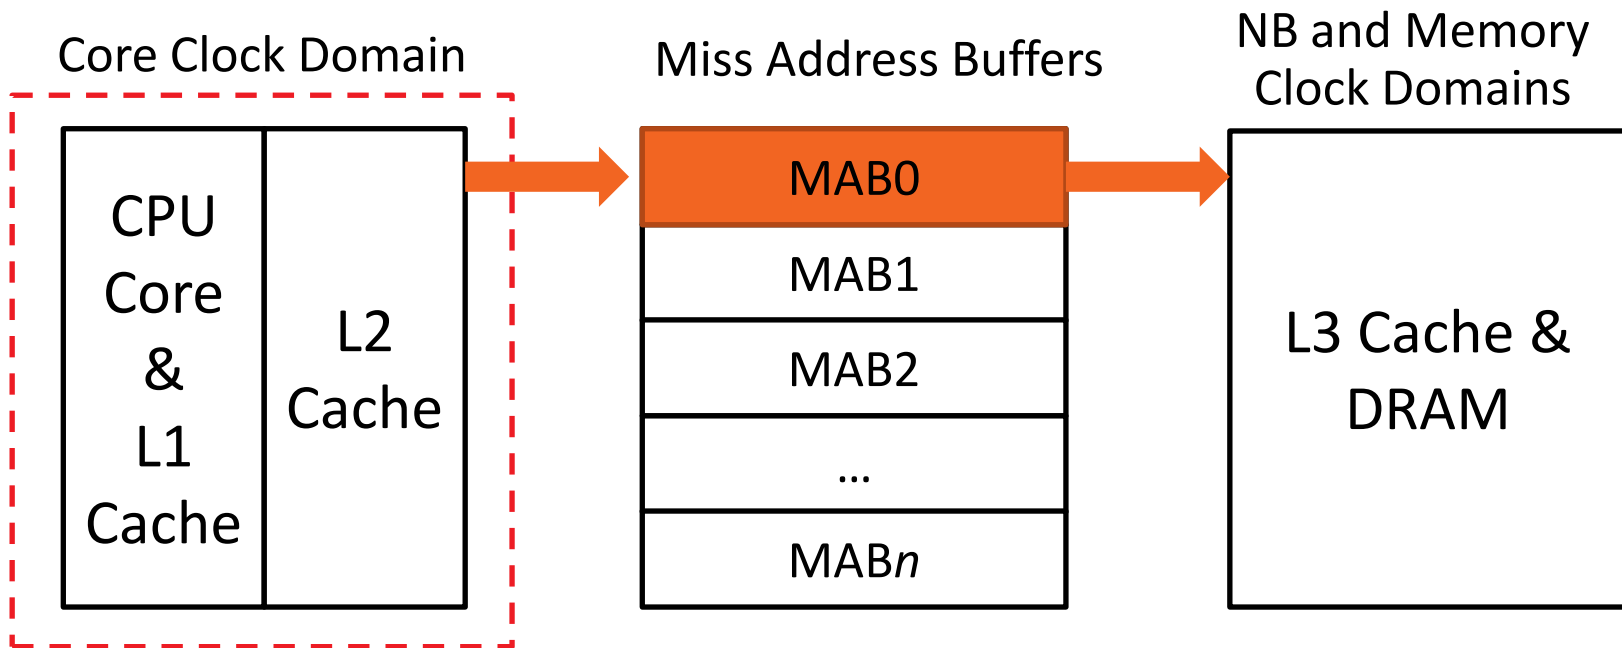 Core Clock Domain
Miss Address Buffers
NB and Memory
Clock Domains
CPU
Core
&
L1
Cache
L2
Cache
MAB0
MAB1
MAB2
...
MABn
L3 Cache &
DRAM